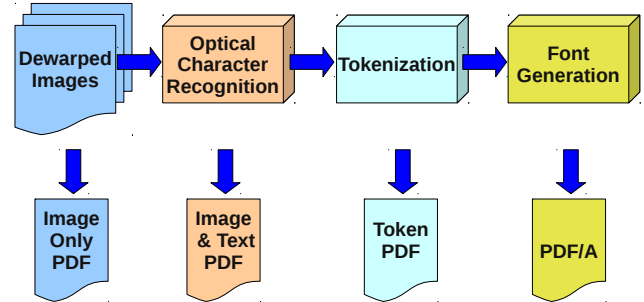 Dewarped
Images
Optical
Character
Recognition
Tokenization
Font
Generation
Image
Only
PDF
Image
& Text
PDF
Token
PDF
PDF/A